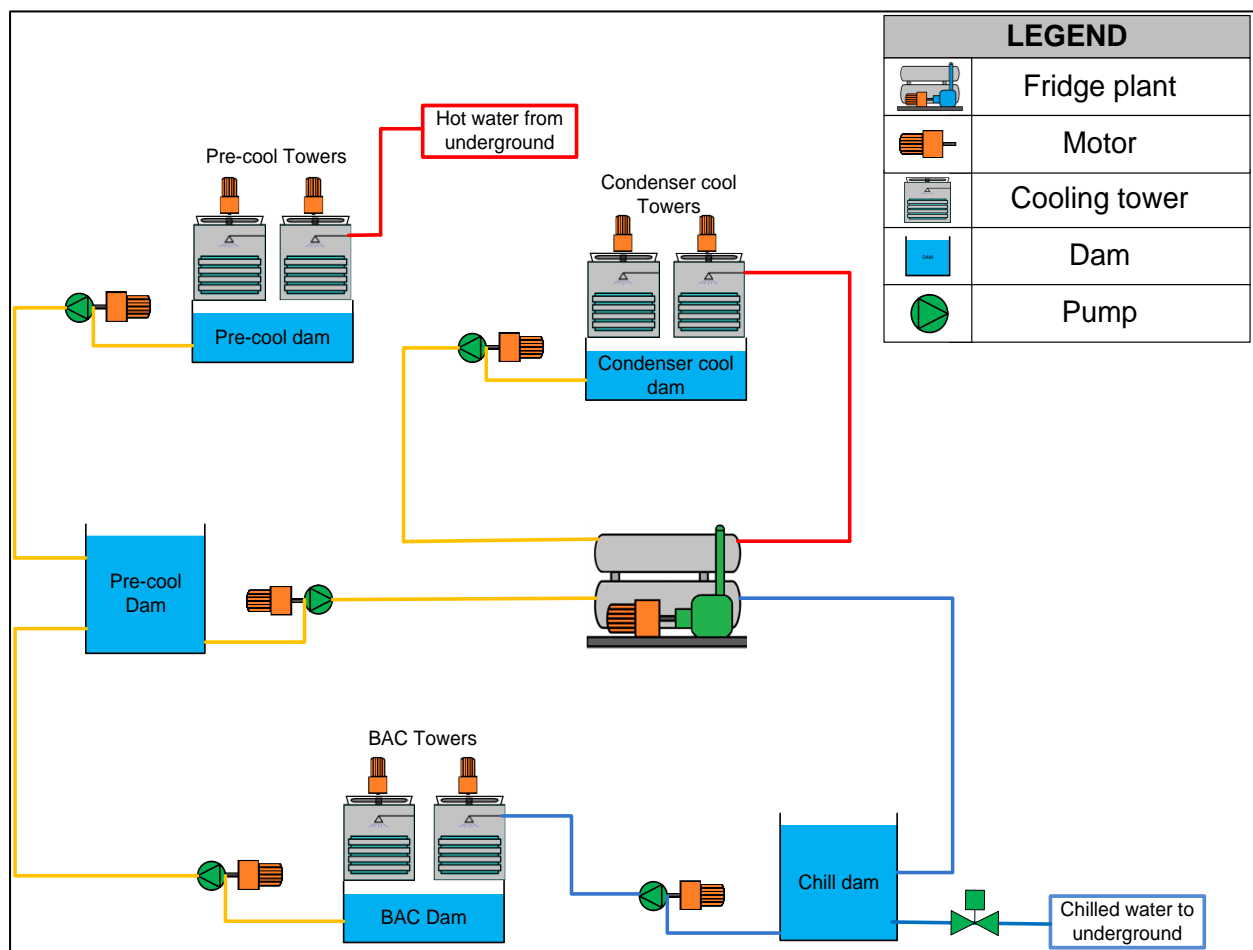 LEGEND
Fridge plant
Motor
Cooling tower
DAM
Dam
Pump
Hot water from
underground
Pre-cool Towers
Condenser cool
Towers
Pre-cool dam
Condenser cool
dam
Pre-cool
Dam
BAC Towers
BAC Dam
Chill dam
Chilled water to
underground